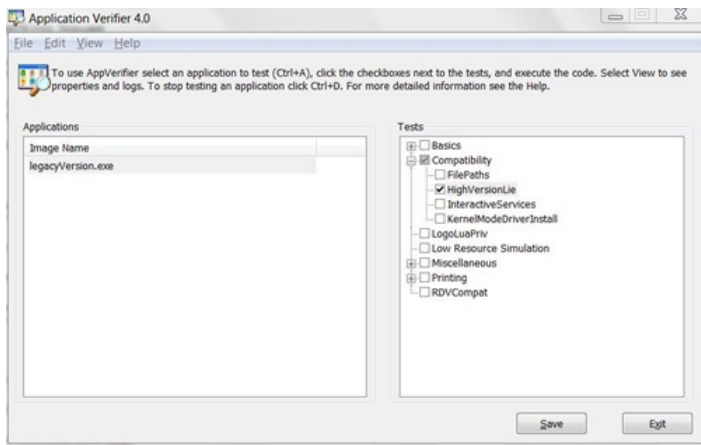 Application Verifier 4.0
File Edit View Help
To use AppVerifier select an application to test (Ctrl+A), click the checkboxes next to the tests, and execute the code. Select View to see
properties and logs. To stop testing an application click Ctrl+D. For more detailed information see the Help.
Applications
Image Name
legacyVersion.exe
Tests
Basics
Compatibility
FilePaths
HighVersionLie
InteractiveServices
KernelModeDriverInstall
LogoLuaPriv
Low Resource Simulation
Miscellaneous
Printing
RDVCompat
Save
Exit